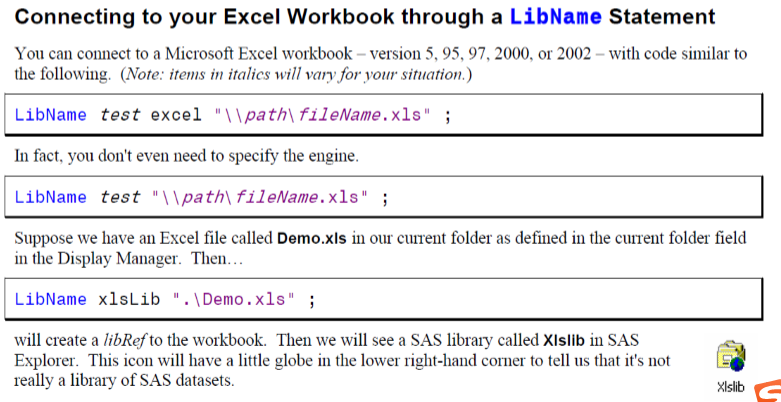 Connecting to your Excel Workbook through a LibName Statement
You can connect to a Microsoft Excel workbook – version 5, 95, 97, 2000, or 2002 – with code similar to
the following. (Note: items in italics will vary for your situation.)
LibName test excel "\\path\fileName.xls" ;
In fact, you don't even need to specify the engine.
LibName test "\\path\fileName.xls" ;
Suppose we have an Excel file called Demo.xls in our current folder as defined in the current folder field
in the Display Manager. Then…
LibName xlsLib ".\Demo.xls" ;
will create a libRef to the workbook. Then we will see a SAS library called Xlslib in SAS
Explorer. This icon will have a little globe in the lower right-hand corner to tell us that it's not
really a library of SAS datasets.
Xlslib